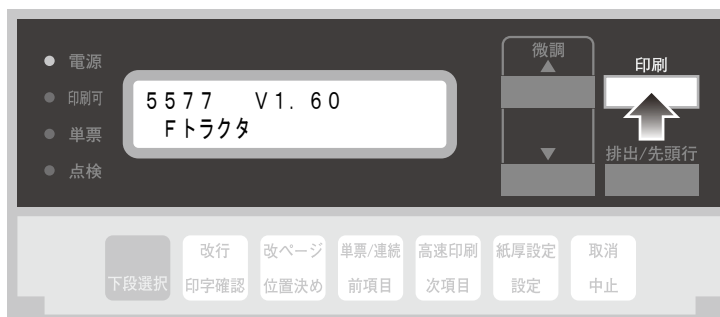 電源
印刷可
単票
点検
5577 V1.60
Fトラクタ
微調
印刷
排出/先頭行
下段選択
改行
印字確認
改ページ
位置決め
単票/連続
前項目
高速印刷
次項目
紙厚設定
設定
取消
中止